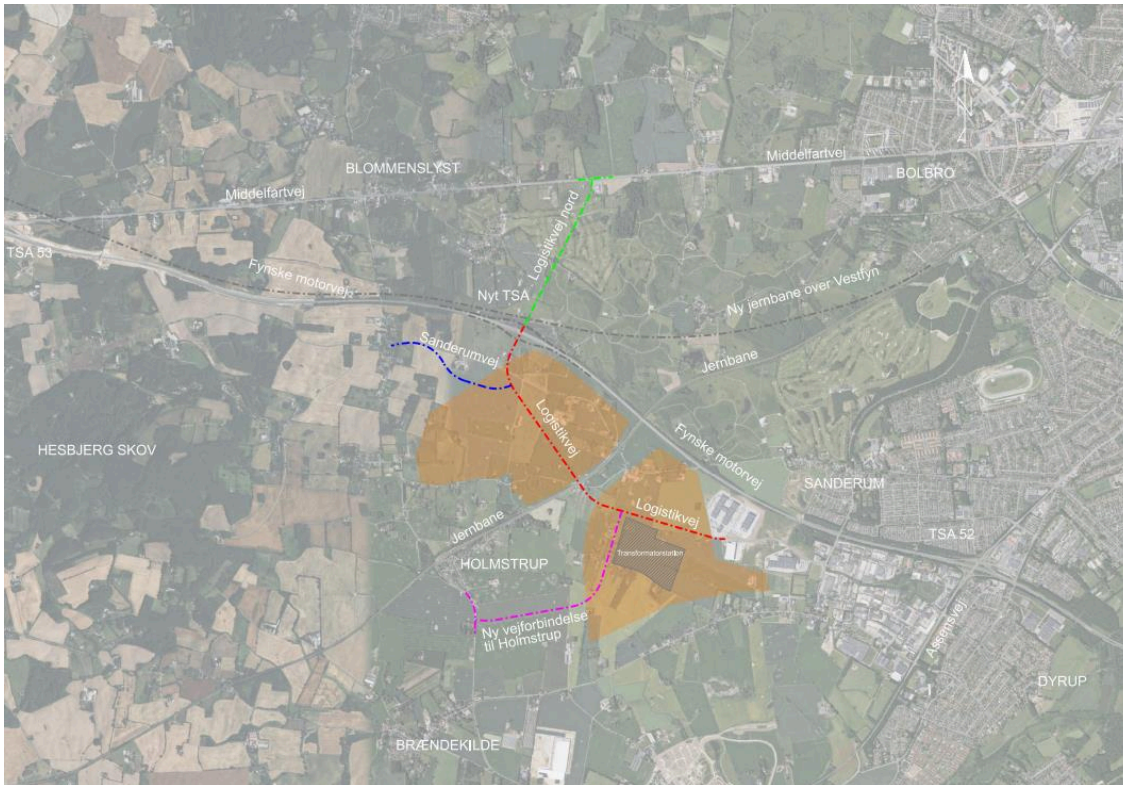 Middelfartvej
BLOMMENSLYST
BOLBRO
Middelfartvej
Logistikvej nord
TSA 53
Fynske motorvej
Nyt TSA
Ny jernbane over Vestfyn
Sanderumvej
Jernbane
Logistikvej
Fynske motorvej
HESBJERG SKOV
SANDERUM
Logistikvej
Jernbane
TSA 52
Transformatorstation
HOLMSTRUP
Ny vejforbindelse
til Holmstrup
Assensvej
DYRUP
BRÆNDEKILDE